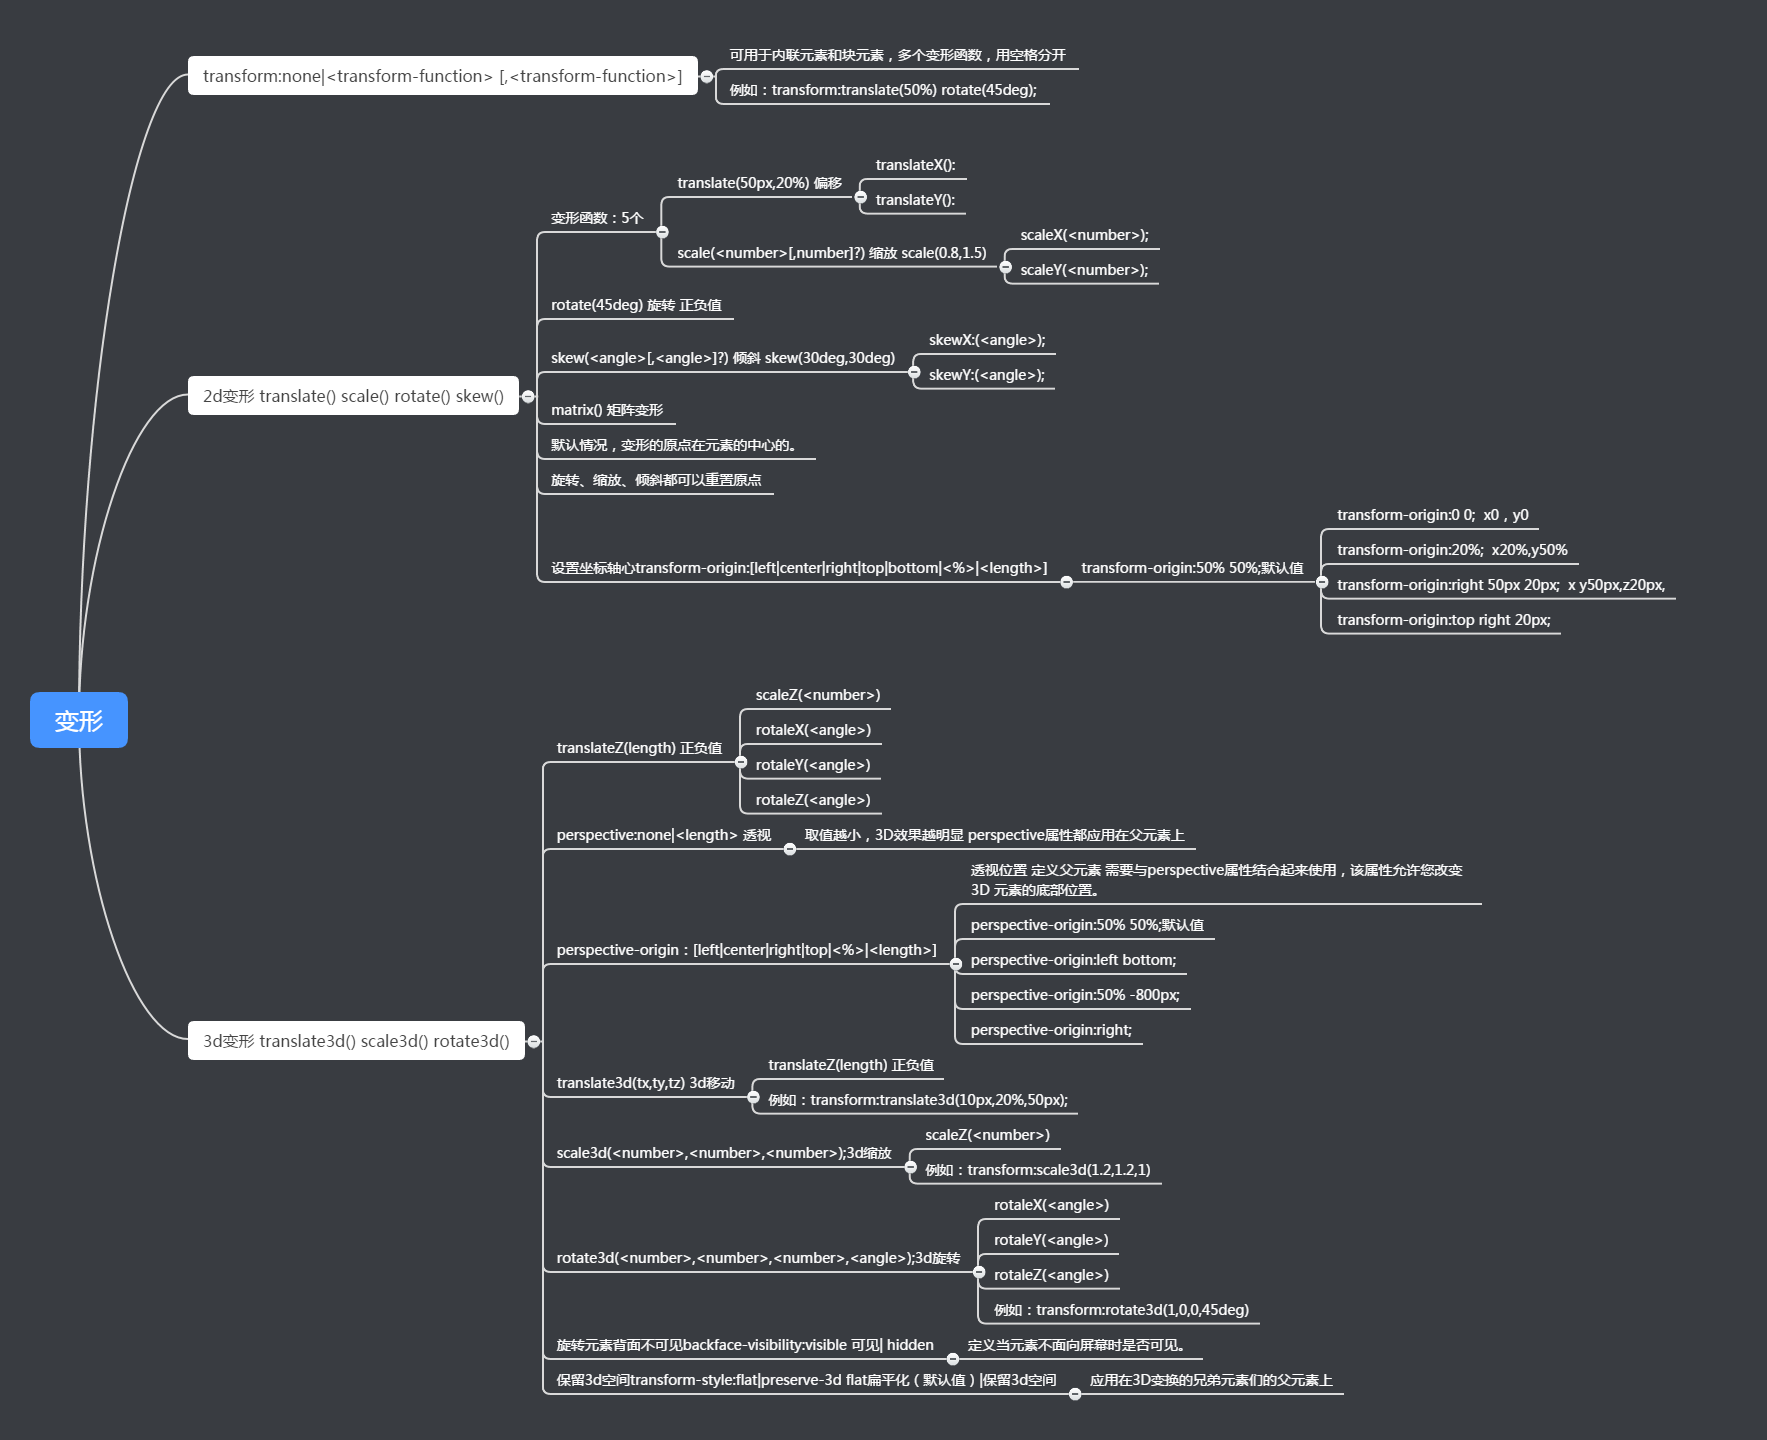 变形
transform:none|<transform-function> [,<transform-function>]
可用于内联元素和块元素，多个变形函数，用空格分开
例如：transform:translate(50%) rotate(45deg);
2d变形 translate() scale() rotate() skew()
变形函数：5个
translate(50px,20%) 偏移
translateX():
translateY():
scale(<number>[,number]?) 缩放 scale(0.8,1.5)
scaleX(<number>);
scaleY(<number>);
rotate(45deg) 旋转 正负值
skew(<angle>[,<angle>]?) 倾斜 skew(30deg,30deg)
skewX:(<angle>);
skewY:(<angle>);
matrix() 矩阵变形
默认情况，变形的原点在元素的中心的。
旋转、缩放、倾斜都可以重置原点
设置坐标轴心transform-origin:[left|center|right|top|bottom|<%>|<length>]
transform-origin:50% 50%;默认值
transform-origin:0 0;  x0，y0
transform-origin:20%;  x20%,y50%
transform-origin:right 50px 20px;  x y50px,z20px,
transform-origin:top right 20px;
3d变形 translate3d() scale3d() rotate3d()
translateZ(length) 正负值
scaleZ(<number>)
rotaleX(<angle>)
rotaleY(<angle>)
rotaleZ(<angle>)
perspective:none|<length> 透视
取值越小，3D效果越明显 perspective属性都应用在父元素上
perspective-origin：[left|center|right|top|<%>|<length>]
透视位置 定义父元素 需要与perspective属性结合起来使用，该属性允许您改变
3D 元素的底部位置。
perspective-origin:50% 50%;默认值
perspective-origin:left bottom;
perspective-origin:50% -800px;
perspective-origin:right;
translate3d(tx,ty,tz) 3d移动
translateZ(length) 正负值
例如：transform:translate3d(10px,20%,50px);
scale3d(<number>,<number>,<number>);3d缩放
scaleZ(<number>)
例如：transform:scale3d(1.2,1.2,1)
rotate3d(<number>,<number>,<number>,<angle>);3d旋转
rotaleX(<angle>)
rotaleY(<angle>)
rotaleZ(<angle>)
例如：transform:rotate3d(1,0,0,45deg)
旋转元素背面不可见backface-visibility:visible 可见| hidden
定义当元素不面向屏幕时是否可见。
保留3d空间transform-style:flat|preserve-3d flat扁平化（默认值）|保留3d空间
应用在3D变换的兄弟元素们的父元素上